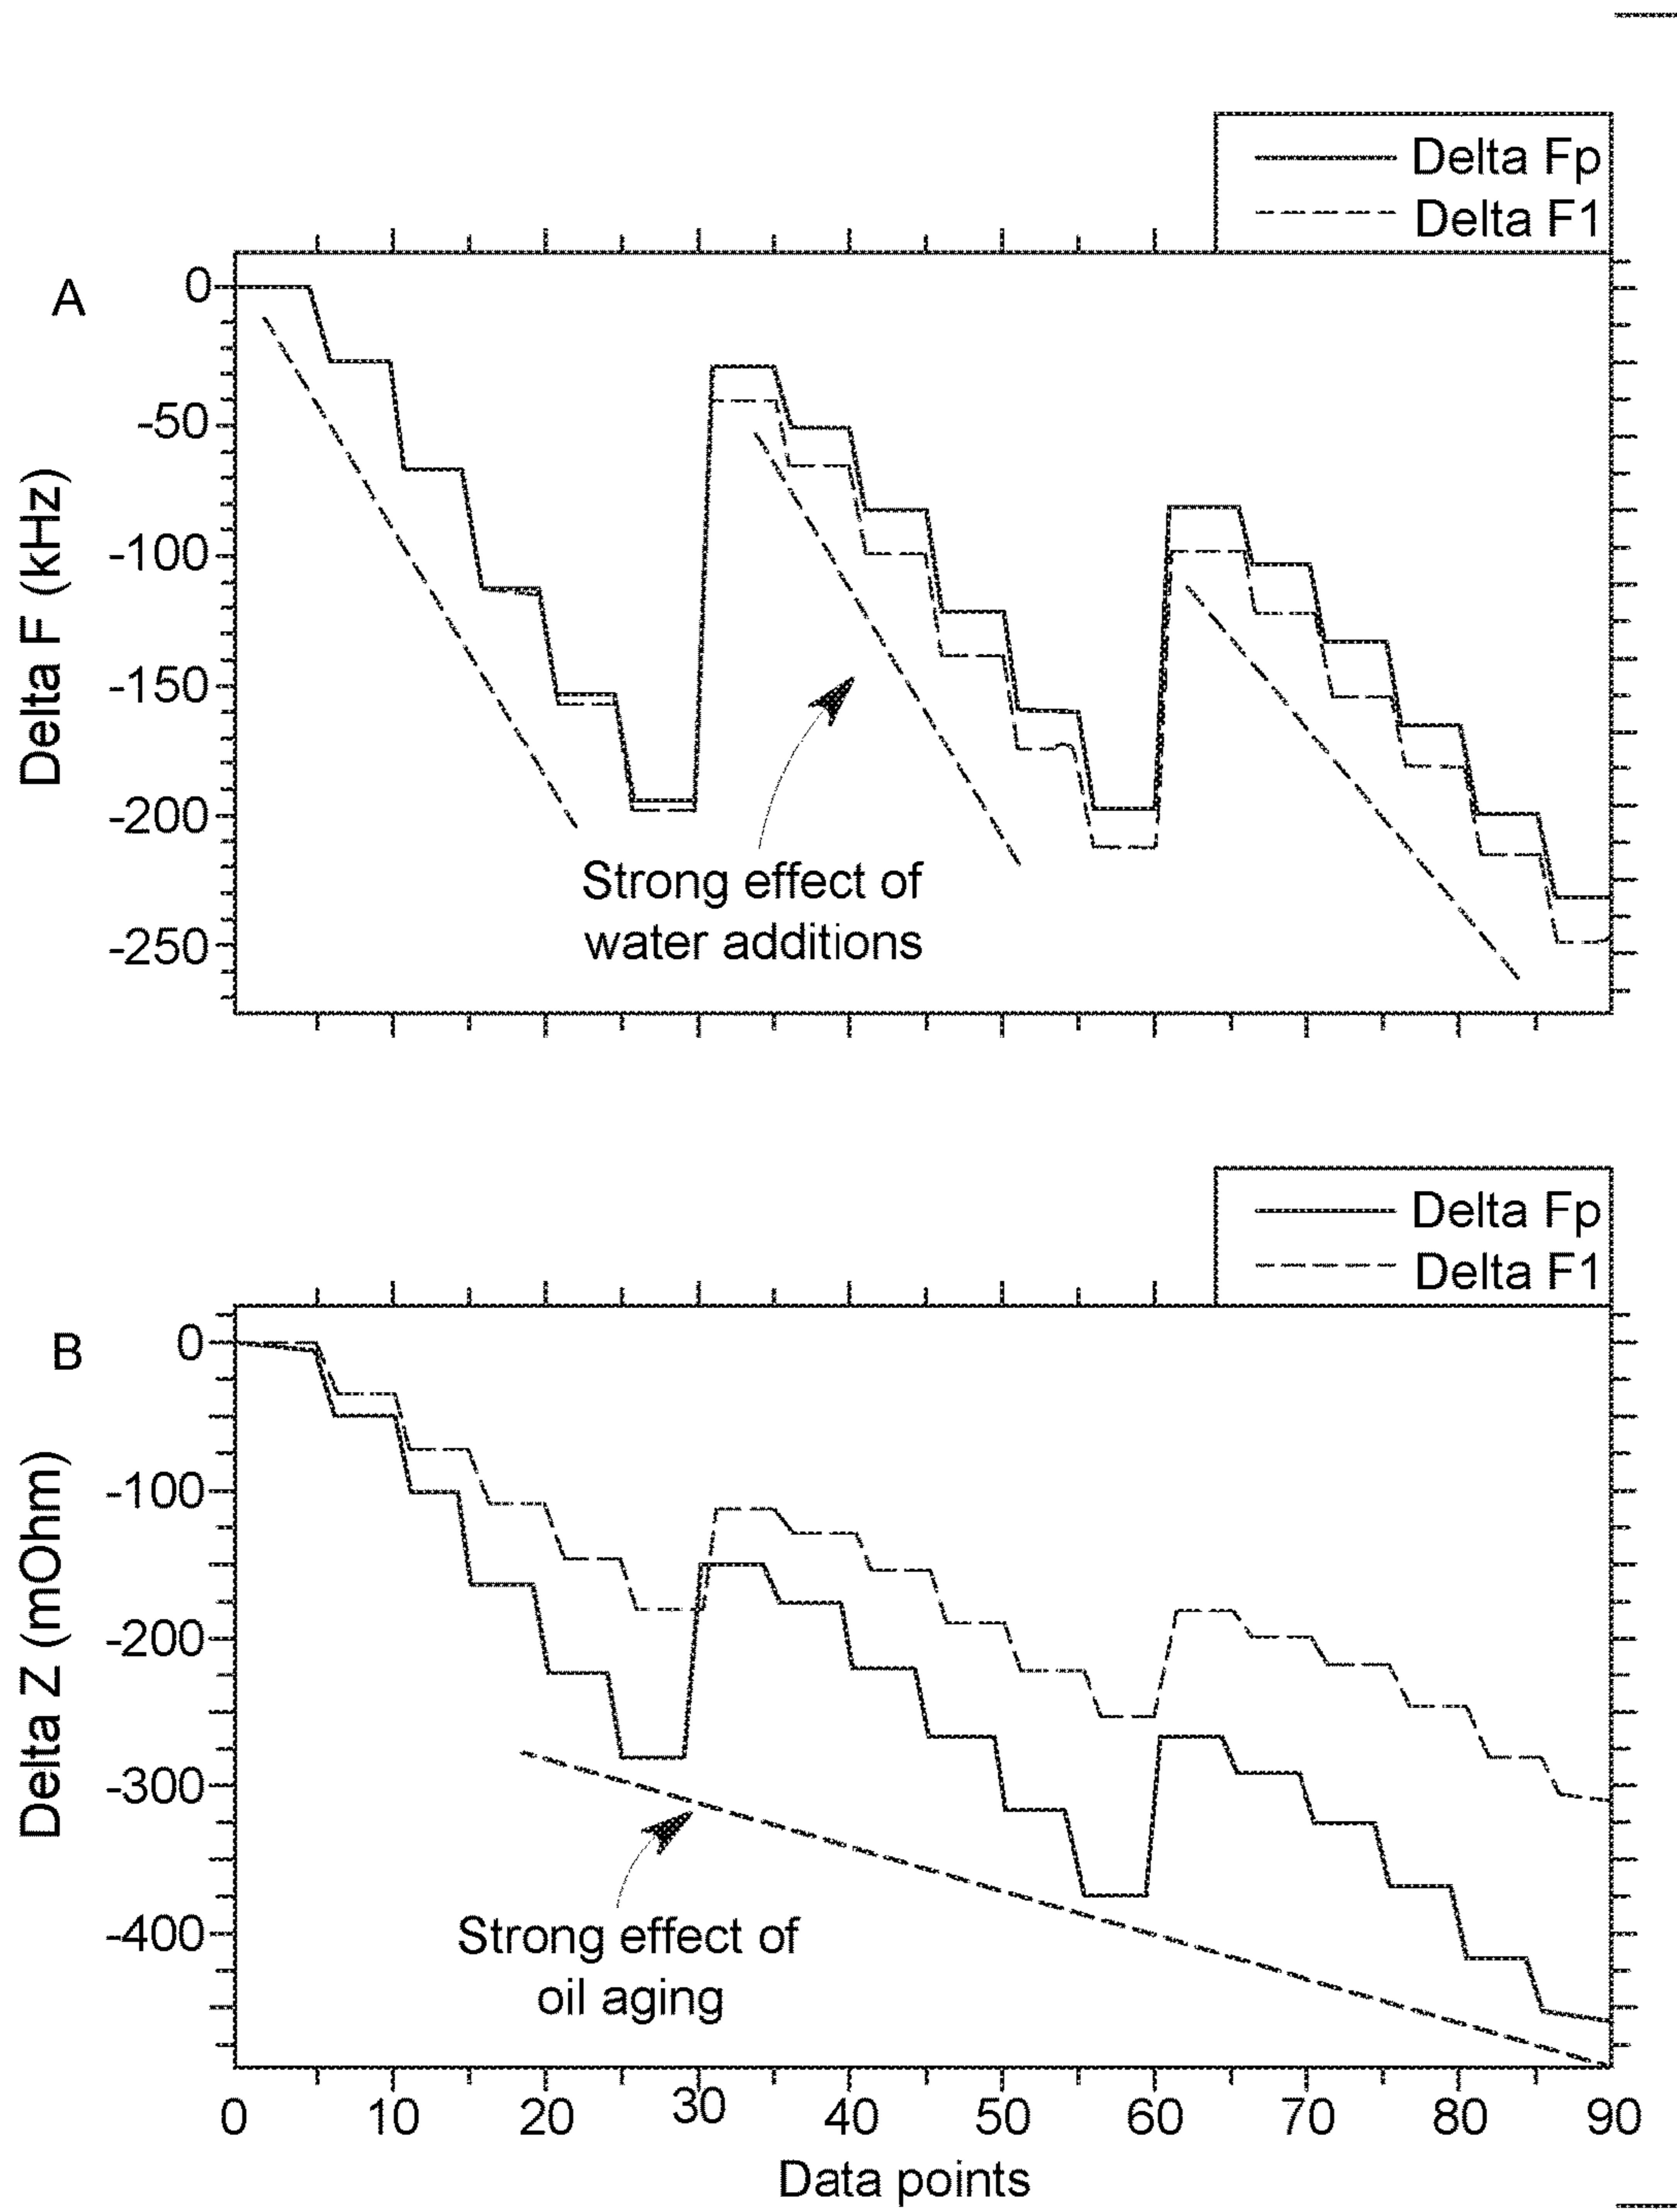 Delta Fp
Delta F1
A
Delta F (kHz)
0
-50
-100
-150
-200
-250
Strong effect of
water additions
Delta Fp
Delta F1
B
Delta Z (mOhm)
0
-100
-200
-300
-400
Strong effect of
oil aging
0 10 20 30 40 50 60 70 80 90
Data points